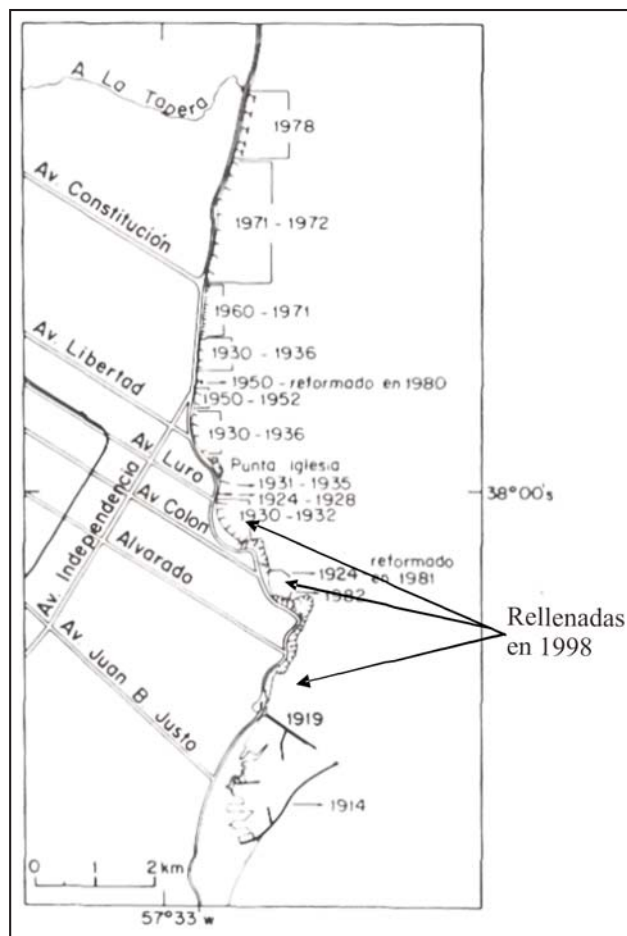 A La Tapera
1978
Av. Constitución
1971 - 1972
1960 - 1971
Av. Libertad
1930 - 1936
1950 - reformado en 1980
1950 - 1952
1930 - 1936
Av. Luro
Punta Iglesia
1931 - 1935
1924 - 1928
38°00's
Av Colon
1930 - 1932
Av. Independencia
Alvarado
1924 reformado
en 1981
1982
Rellenadas
en 1998
Av Juan B Justo
1919
1914
0 1 2 km
57°33 w